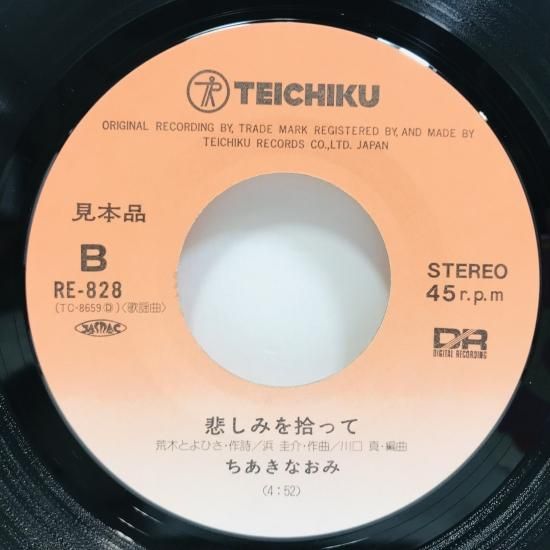 TEICHIKU
ORIGINAL RECORDING BY, TRADE MARK REGISTERED BY, AND MADE BY
TEICHIKU RECORDS CO., LTD. JAPAN
見本品
B
RE-828
(TC-8659Ⓓ)〈歌謡曲〉
JASRAC
STEREO
45 r.p.m
DR
DIGITAL RECORDING
悲しみを拾って
荒木とよひさ・作詩／浜 圭介・作曲／川口 真・編曲
ちあきなおみ
(4:52)